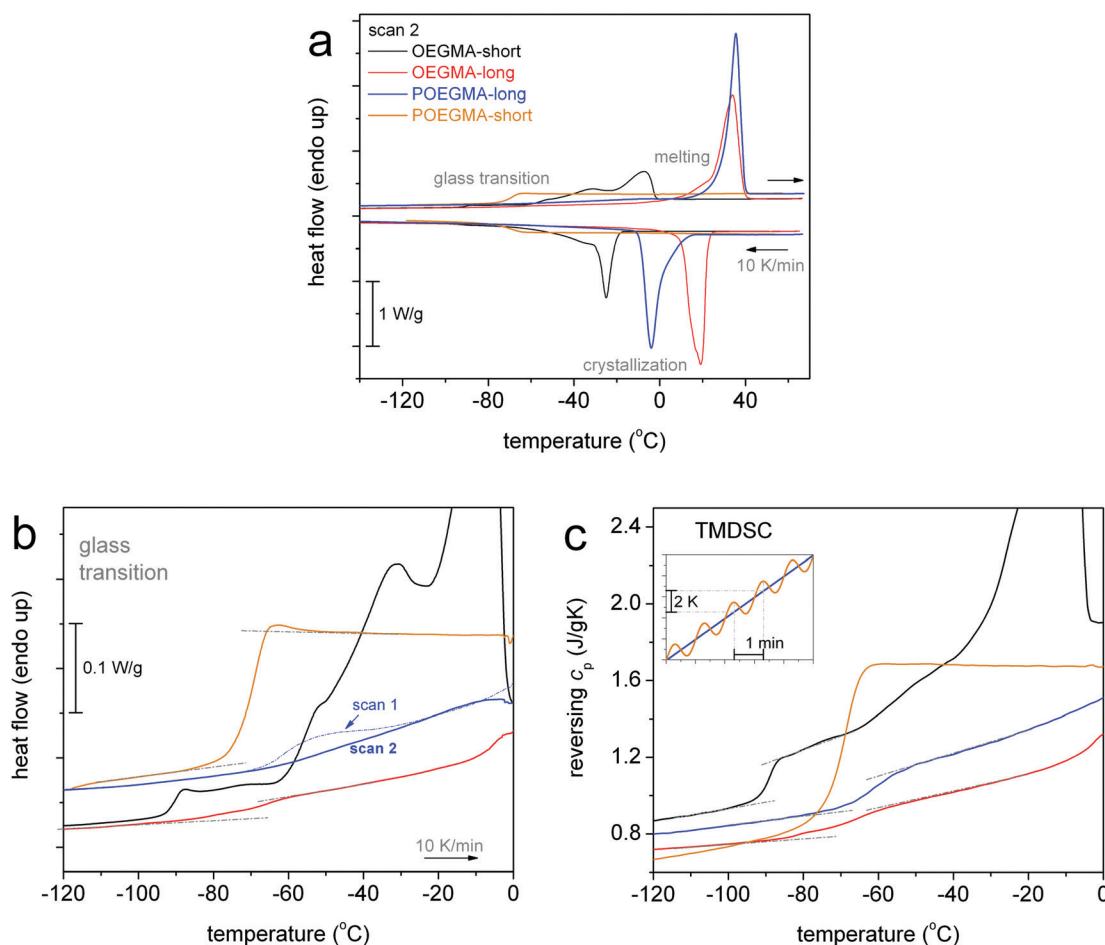 a
scan 2
OEGMA-short
OEGMA-long
POEGMA-long
POEGMA-short
melting
glass transition
10 K/min
1 W/g
crystallization
heat flow (endo up)
-120 -80 -40 0 40
temperature (°C)
b
glass
transition
0.1 W/g
scan 1
scan 2
10 K/min
heat flow (endo up)
-120 -100 -80 -60 -40 -20 0
temperature (°C)
c
TMDSC
2 K
1 min
2.4
2.0
1.6
1.2
0.8
reversing cp (J/gK)
-120 -100 -80 -60 -40 -20 0
temperature (°C)